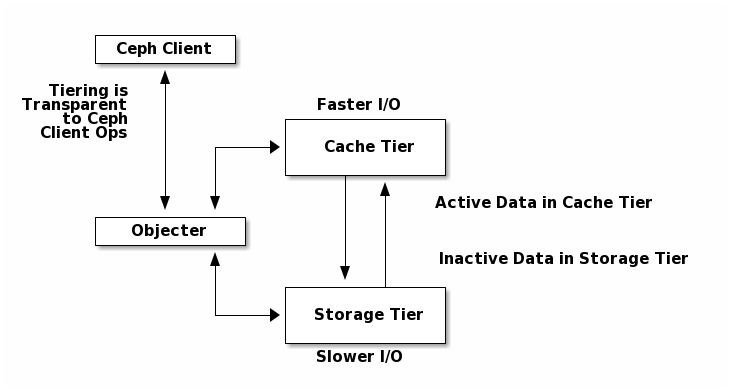 Ceph Client
Tiering is
Transparent
to Ceph
Client Ops
Faster I/O
Cache Tier
Active Data in Cache Tier
Objecter
Inactive Data in Storage Tier
Storage Tier
Slower I/O